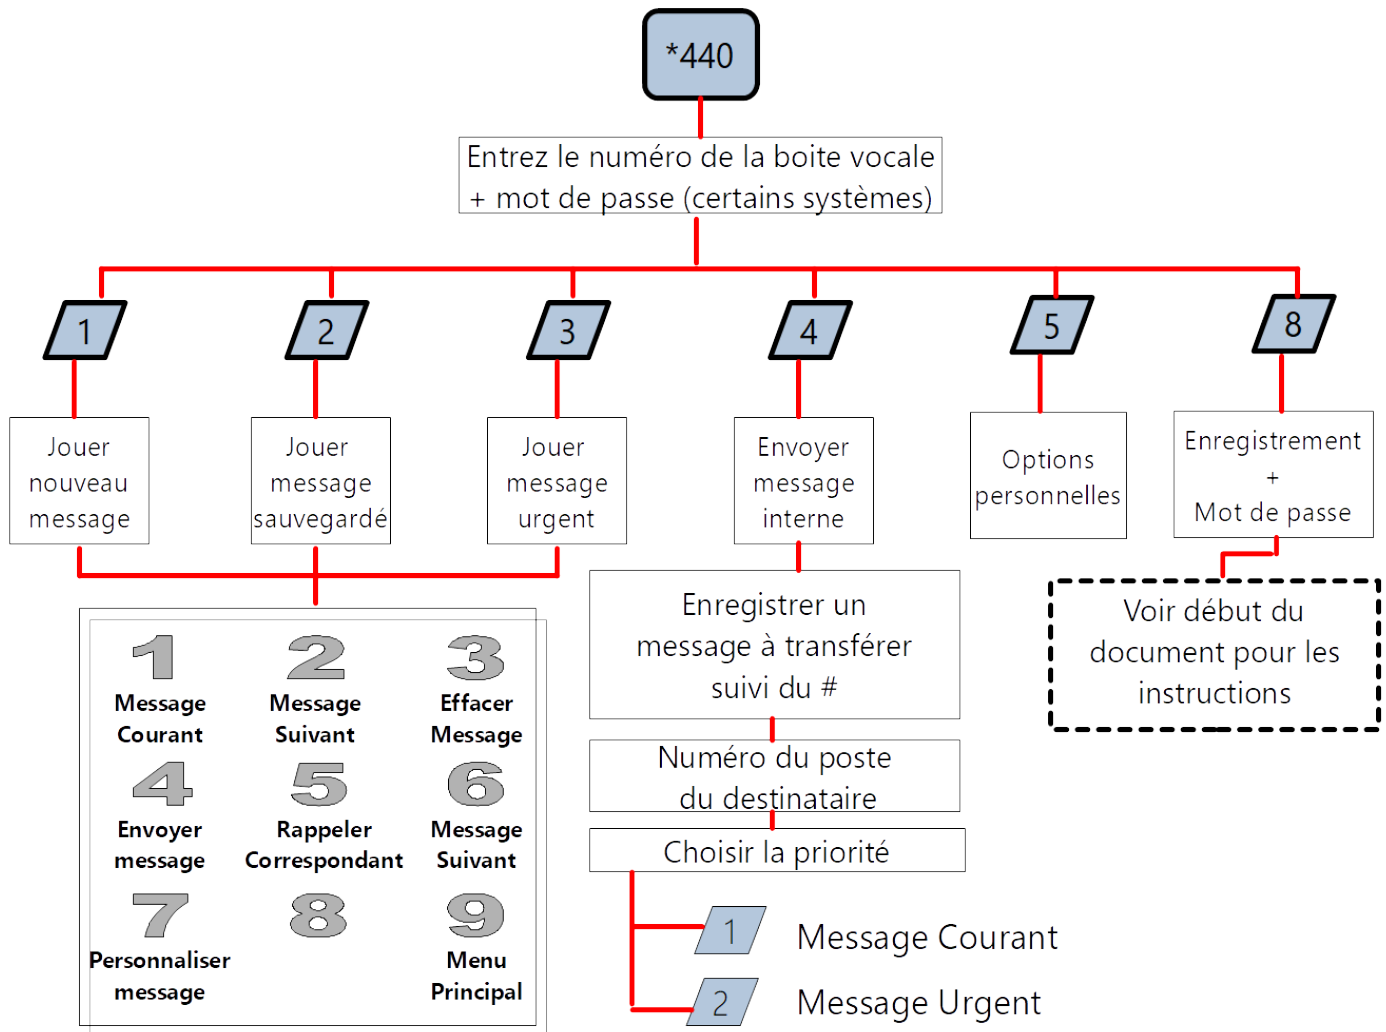 *440
Entrez le numéro de la boite vocale
+ mot de passe (certains systèmes)
1
2
3
4
5
8
Jouer
nouveau
message
Jouer
message
sauvegardé
Jouer
message
urgent
Envoyer
message
interne
Options
personnelles
Enregistrement
+
Mot de passe
1
Message
Courant
2
Message
Suivant
3
Effacer
Message
4
Envoyer
message
5
Rappeler
Correspondant
6
Message
Suivant
7
Personnaliser
message
8
9
Menu
Principal
Enregistrer un
message à transférer
suivi du #
Numéro du poste
du destinataire
Choisir la priorité
1 Message Courant
2 Message Urgent
Voir début du
document pour les
instructions